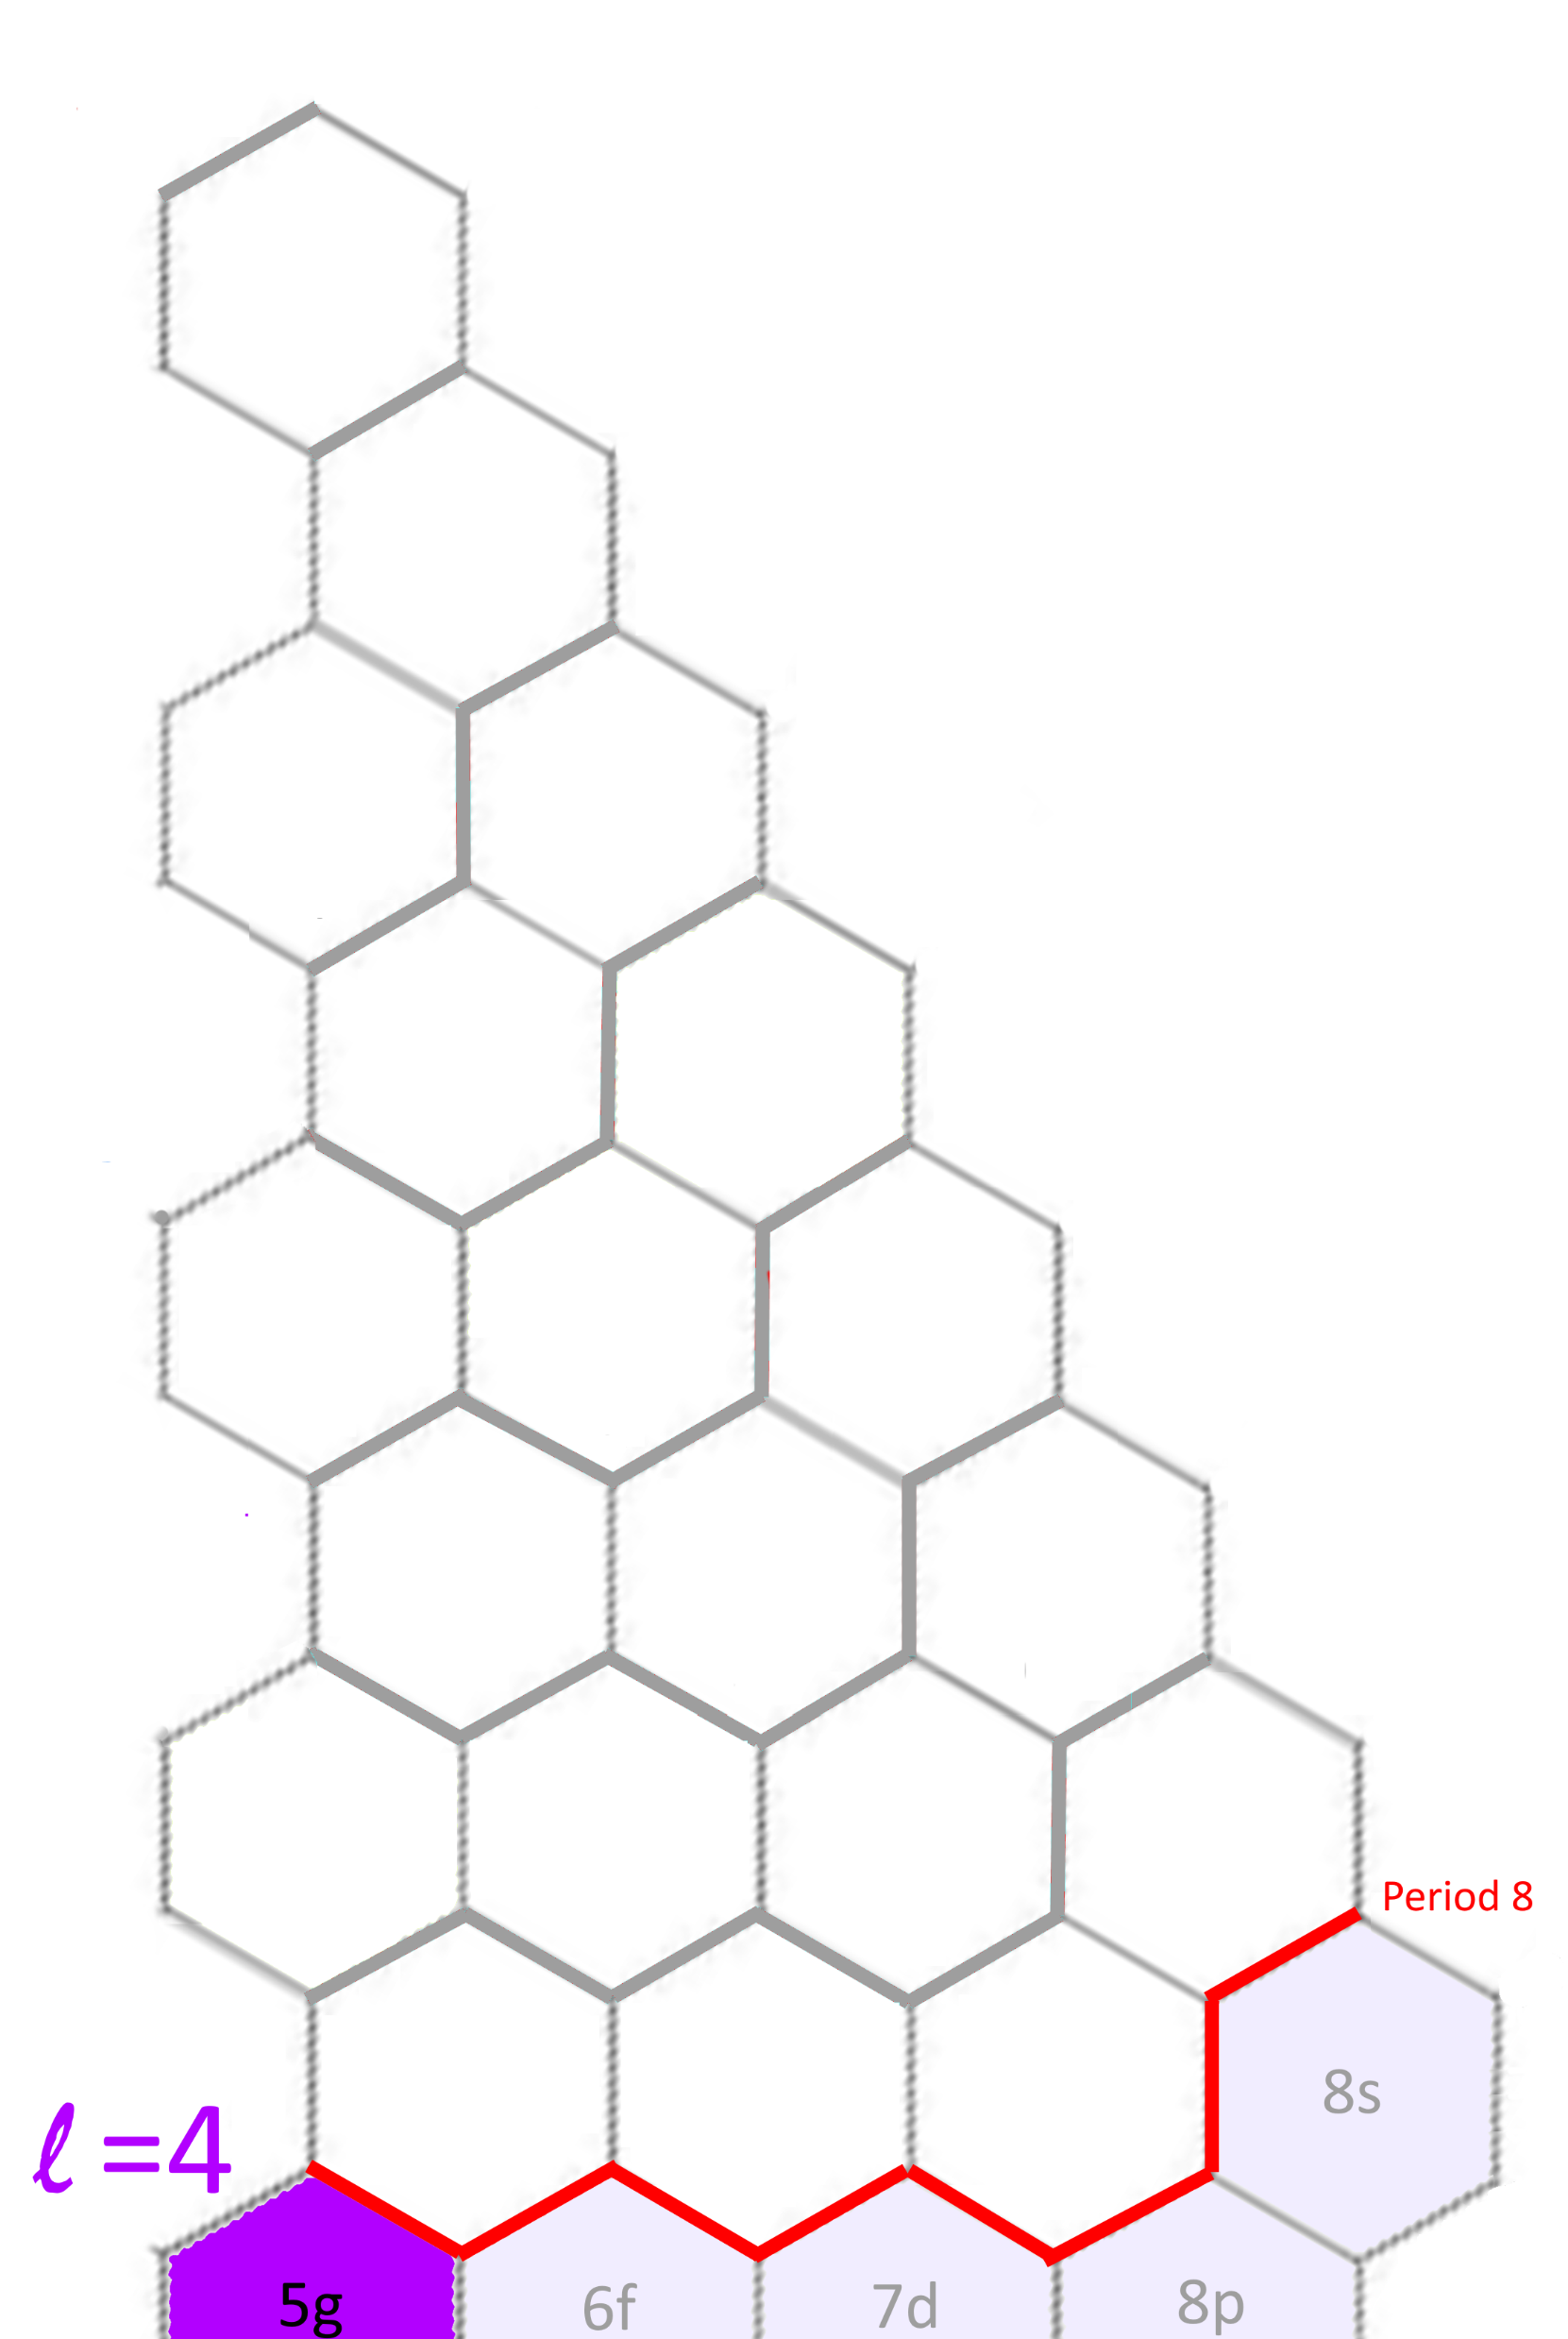 Period 8
8s
ℓ=4
5g 6f 7d 8p